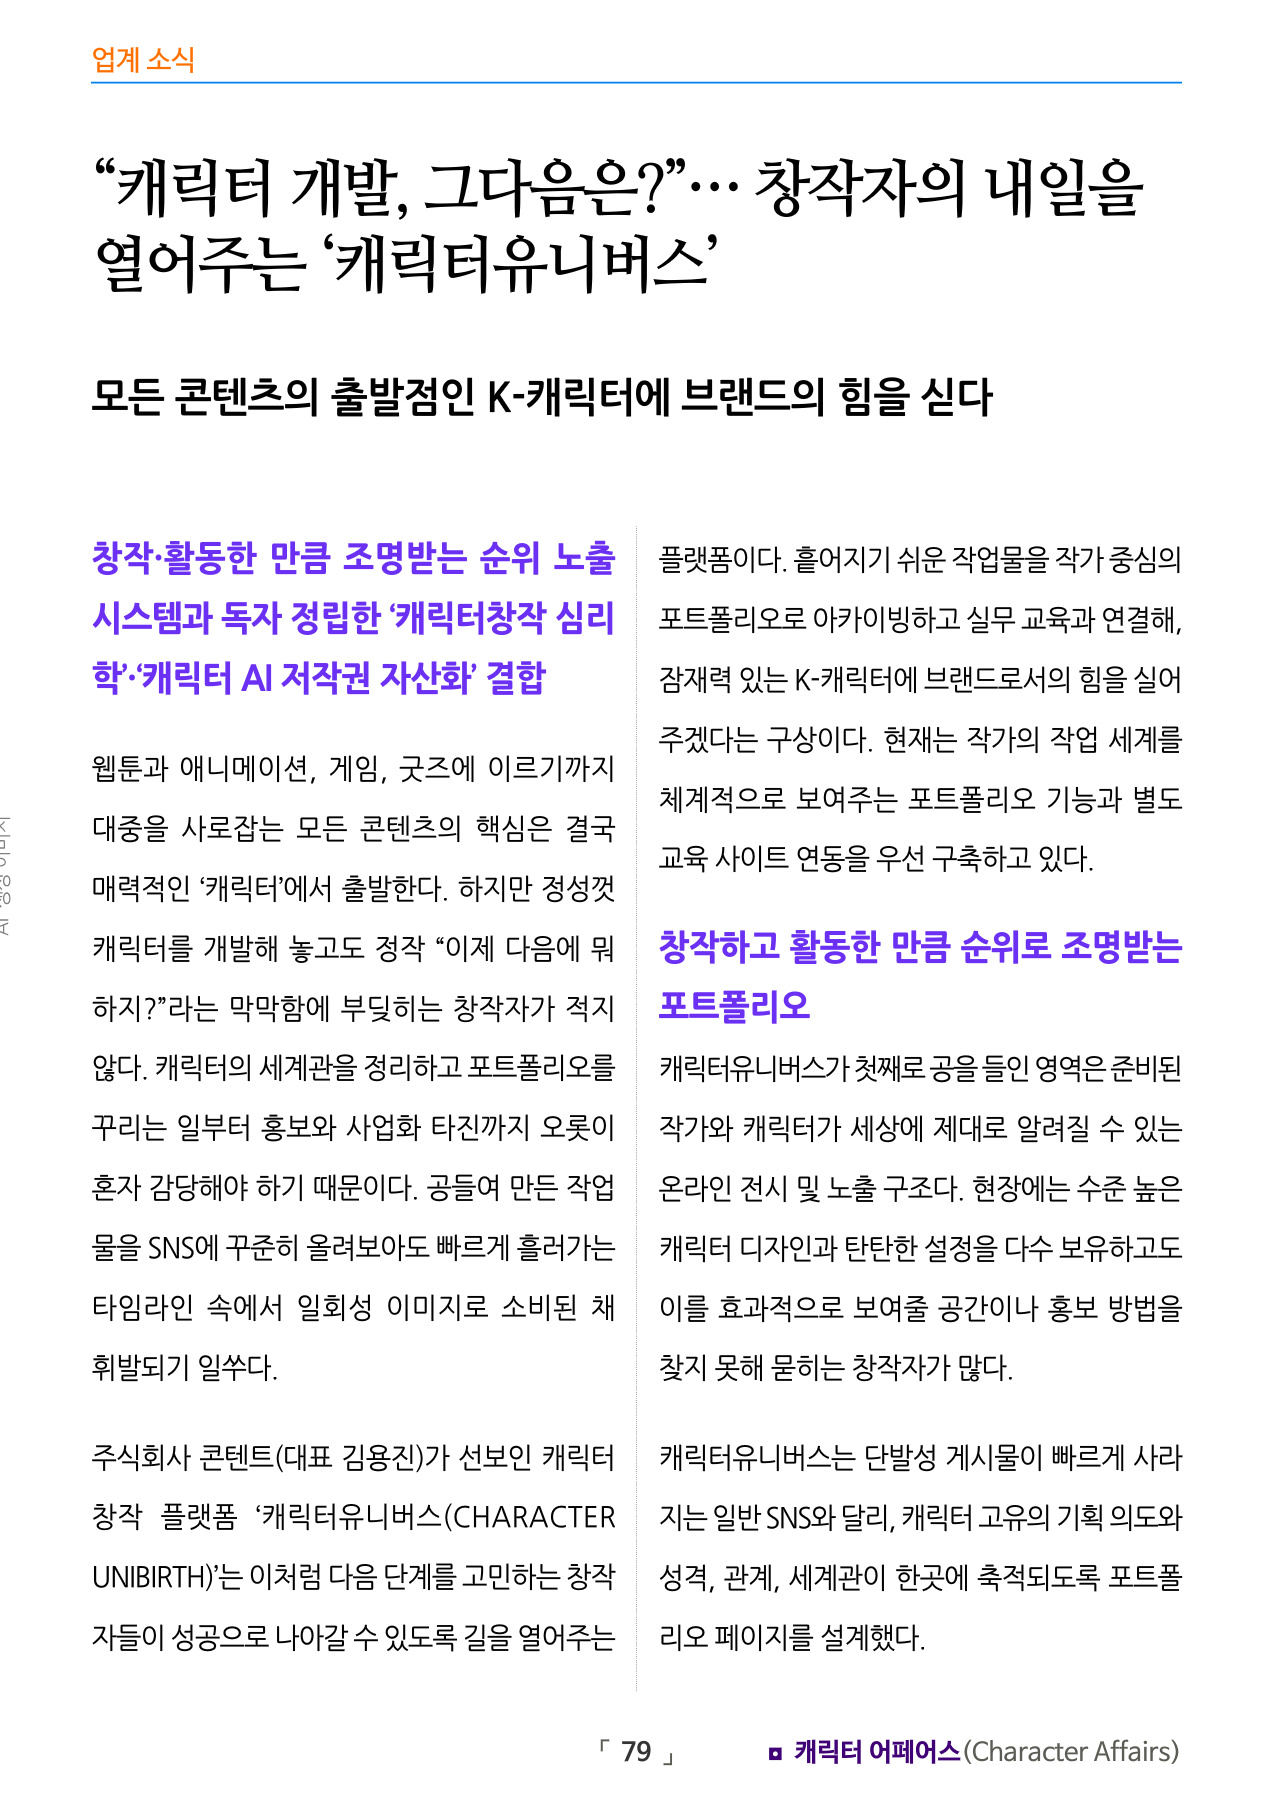 업계 소식
“캐릭터 개발, 그다음은?”… 창작자의 내일을
열어주는 ‘캐릭터유니버스’
모든 콘텐츠의 출발점인 K-캐릭터에 브랜드의 힘을 싣다
창작·활동한 만큼 조명받는 순위 노출
시스템과 독자 정립한 ‘캐릭터창작 심리
학’·‘캐릭터 AI 저작권 자산화’ 결합
웹툰과 애니메이션, 게임, 굿즈에 이르기까지
대중을 사로잡는 모든 콘텐츠의 핵심은 결국
매력적인 ‘캐릭터’에서 출발한다. 하지만 정성껏
캐릭터를 개발해 놓고도 정작 “이제 다음에 뭐
하지?”라는 막막함에 부딪히는 창작자가 적지
않다. 캐릭터의 세계관을 정리하고 포트폴리오를
꾸리는 일부터 홍보와 사업화 타진까지 오롯이
혼자 감당해야 하기 때문이다. 공들여 만든 작업
물을 SNS에 꾸준히 올려보아도 빠르게 흘러가는
타임라인 속에서 일회성 이미지로 소비된 채
휘발되기 일쑤다.
주식회사 콘텐트(대표 김용진)가 선보인 캐릭터
창작 플랫폼 ‘캐릭터유니버스(CHARACTER
UNIBIRTH)’는 이처럼 다음 단계를 고민하는 창작
자들이 성공으로 나아갈 수 있도록 길을 열어주는
플랫폼이다. 흩어지기 쉬운 작업물을 작가 중심의
포트폴리오로 아카이빙하고 실무 교육과 연결해,
잠재력 있는 K-캐릭터에 브랜드로서의 힘을 실어
주겠다는 구상이다. 현재는 작가의 작업 세계를
체계적으로 보여주는 포트폴리오 기능과 별도
교육 사이트 연동을 우선 구축하고 있다.
창작하고 활동한 만큼 순위로 조명받는
포트폴리오
캐릭터유니버스가 첫째로 공을 들인 영역은 준비된
작가와 캐릭터가 세상에 제대로 알려질 수 있는
온라인 전시 및 노출 구조다. 현장에는 수준 높은
캐릭터 디자인과 탄탄한 설정을 다수 보유하고도
이를 효과적으로 보여줄 공간이나 홍보 방법을
찾지 못해 묻히는 창작자가 많다.
캐릭터유니버스는 단발성 게시물이 빠르게 사라
지는 일반 SNS와 달리, 캐릭터 고유의 기획 의도와
성격, 관계, 세계관이 한곳에 축적되도록 포트폴
리오 페이지를 설계했다.
AI 생성 이미지
「 79 」
캐릭터 어페어스(Character Affairs)